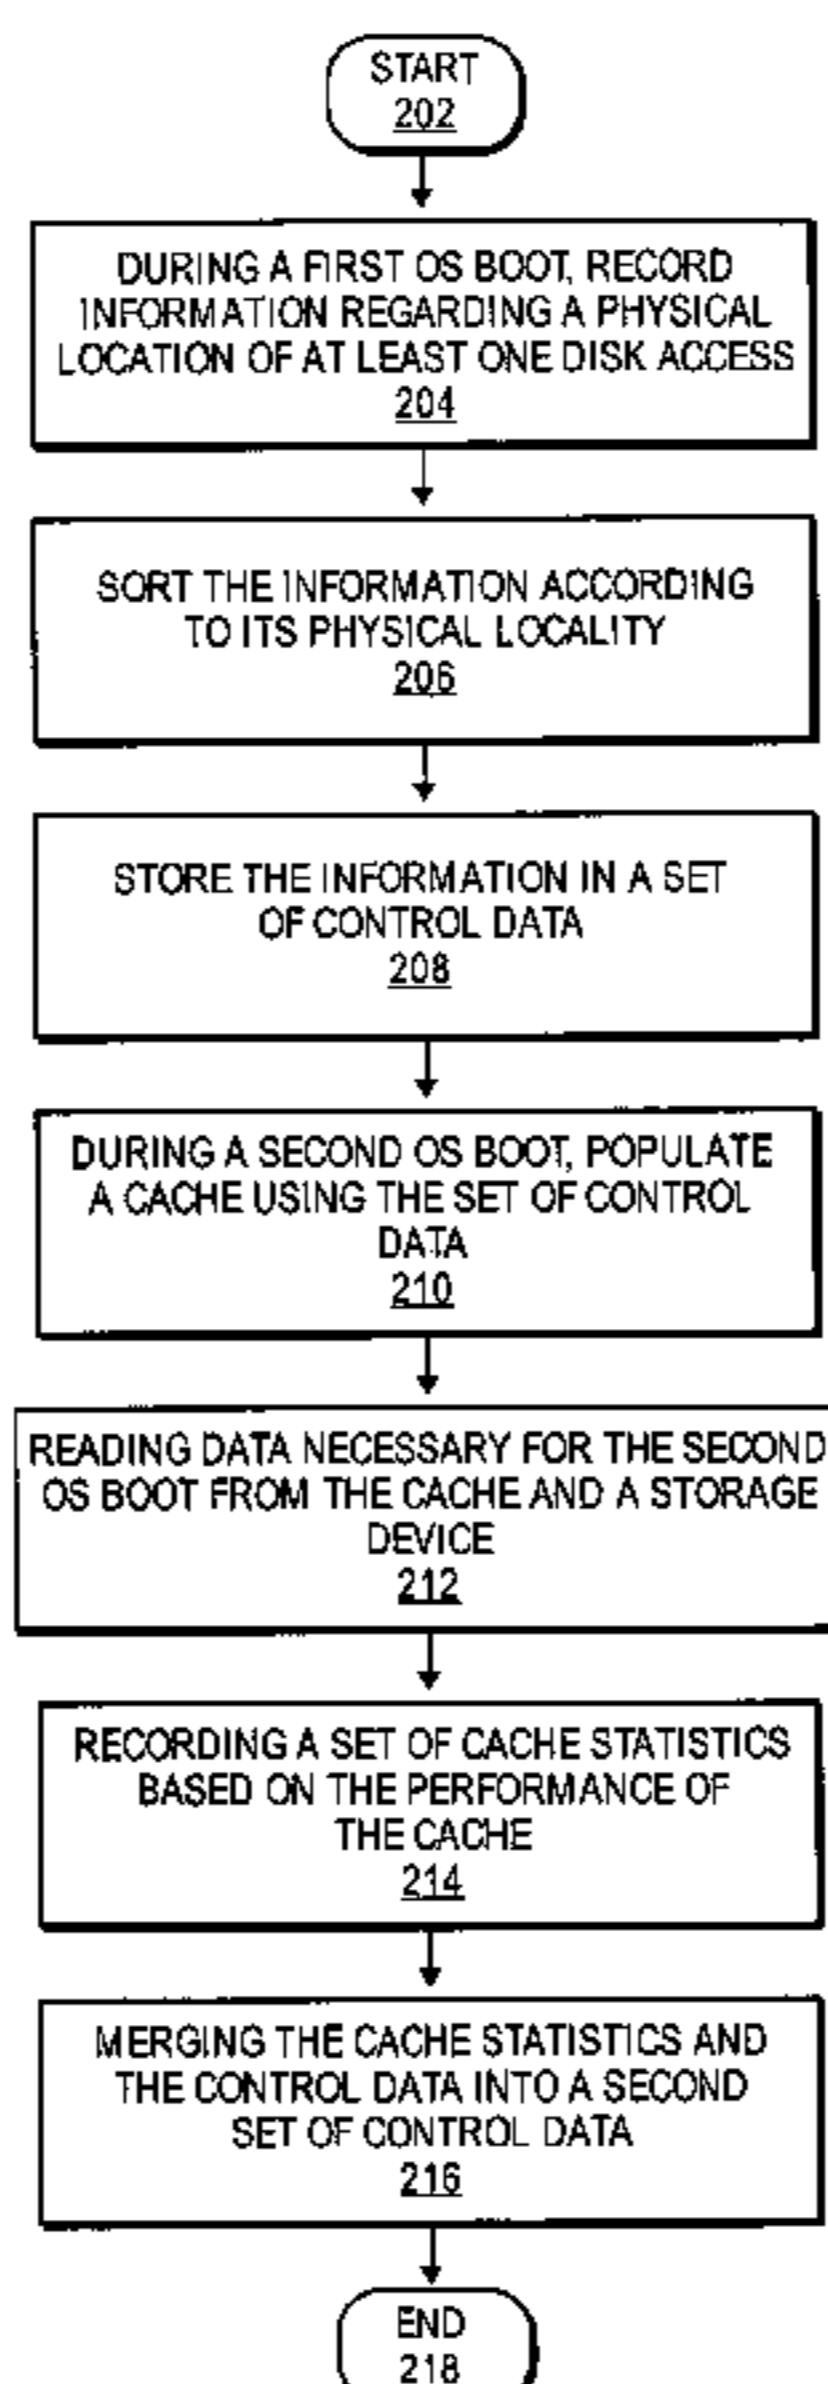 START
202
DURING A FIRST OS BOOT, RECORD
INFORMATION REGARDING A PHYSICAL
LOCATION OF AT LEAST ONE DISK ACCESS
204
SORT THE INFORMATION ACCORDING
TO ITS PHYSICAL LOCALITY
206
STORE THE INFORMATION IN A SET
OF CONTROL DATA
208
DURING A SECOND OS BOOT, POPULATE
A CACHE USING THE SET OF CONTROL
DATA
210
READING DATA NECESSARY FOR THE SECOND
OS BOOT FROM THE CACHE AND A STORAGE
DEVICE
212
RECORDING A SET OF CACHE STATISTICS
BASED ON THE PERFORMANCE OF
THE CACHE
214
MERGING THE CACHE STATISTICS AND
THE CONTROL DATA INTO A SECOND
SET OF CONTROL DATA
216
END
218